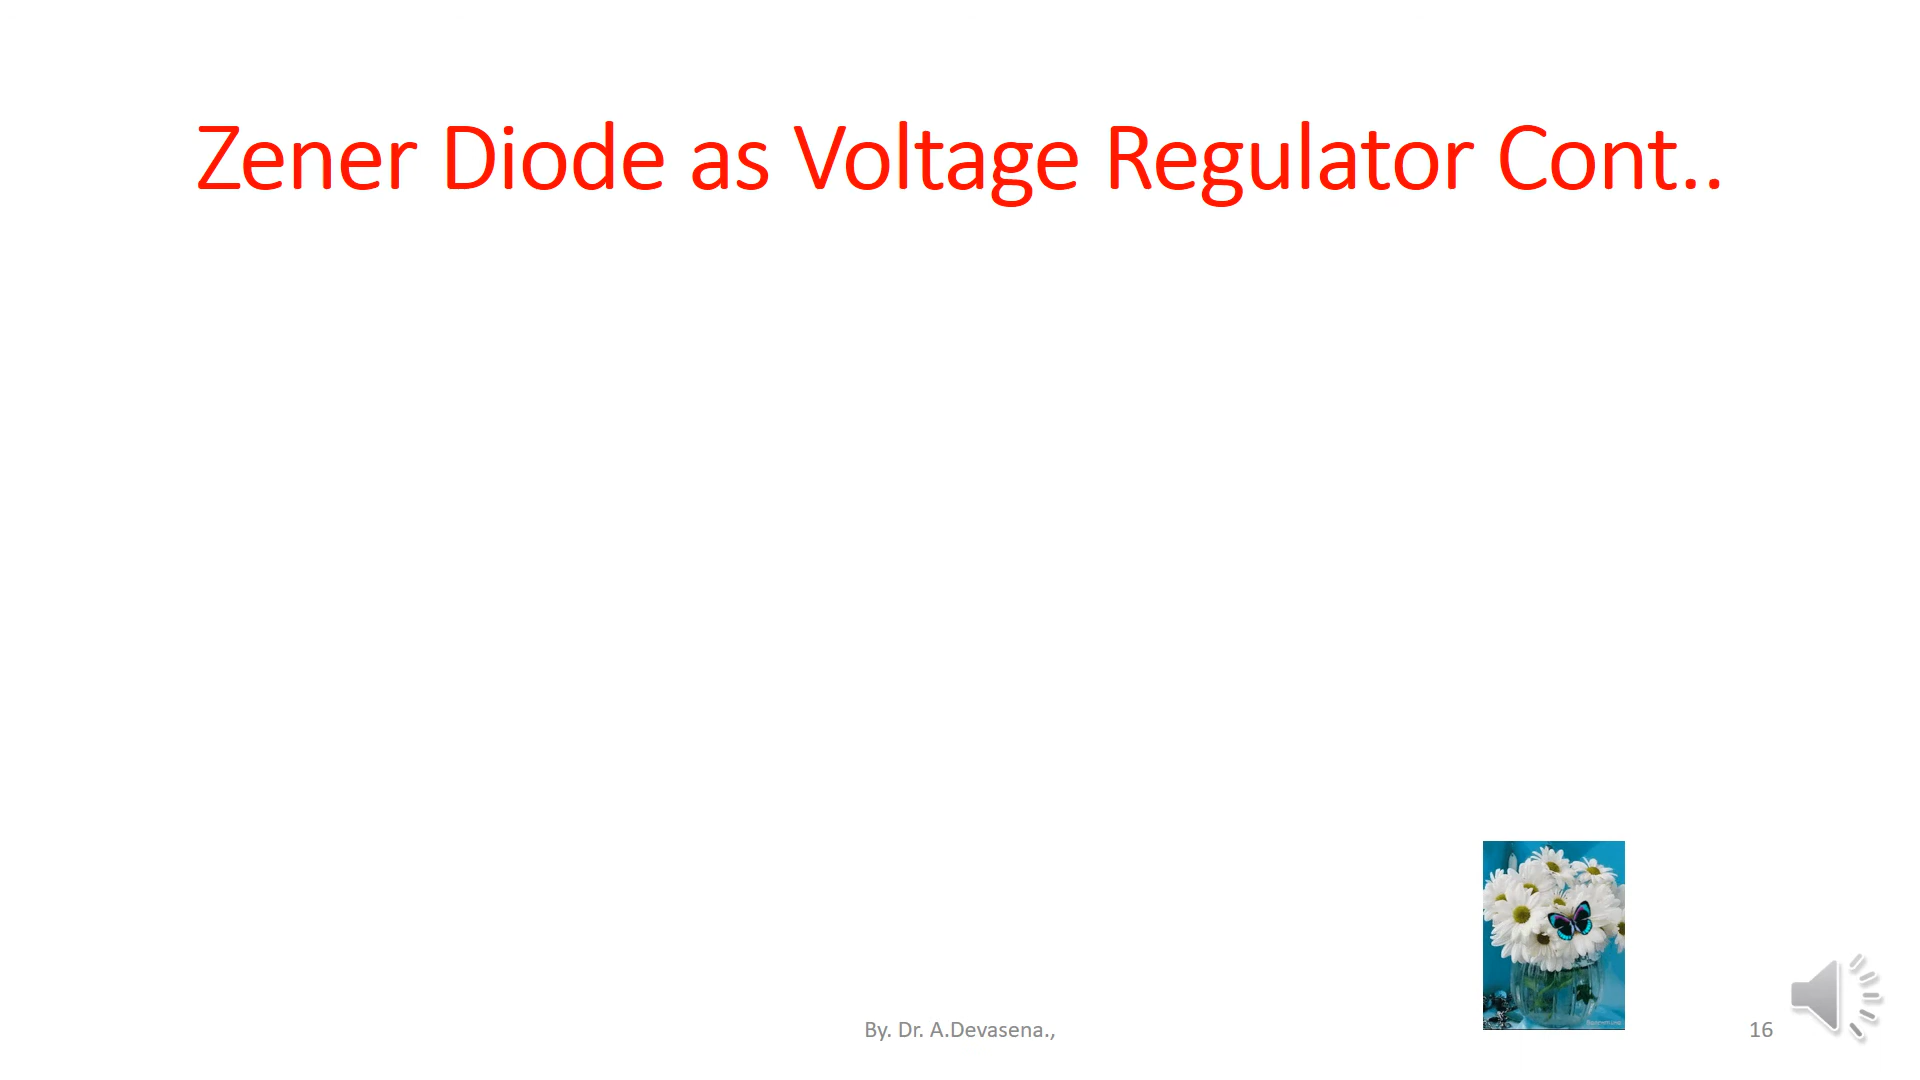 Zener Diode as Voltage Regulator Cont..
By. Dr. A.Devasena.,
16